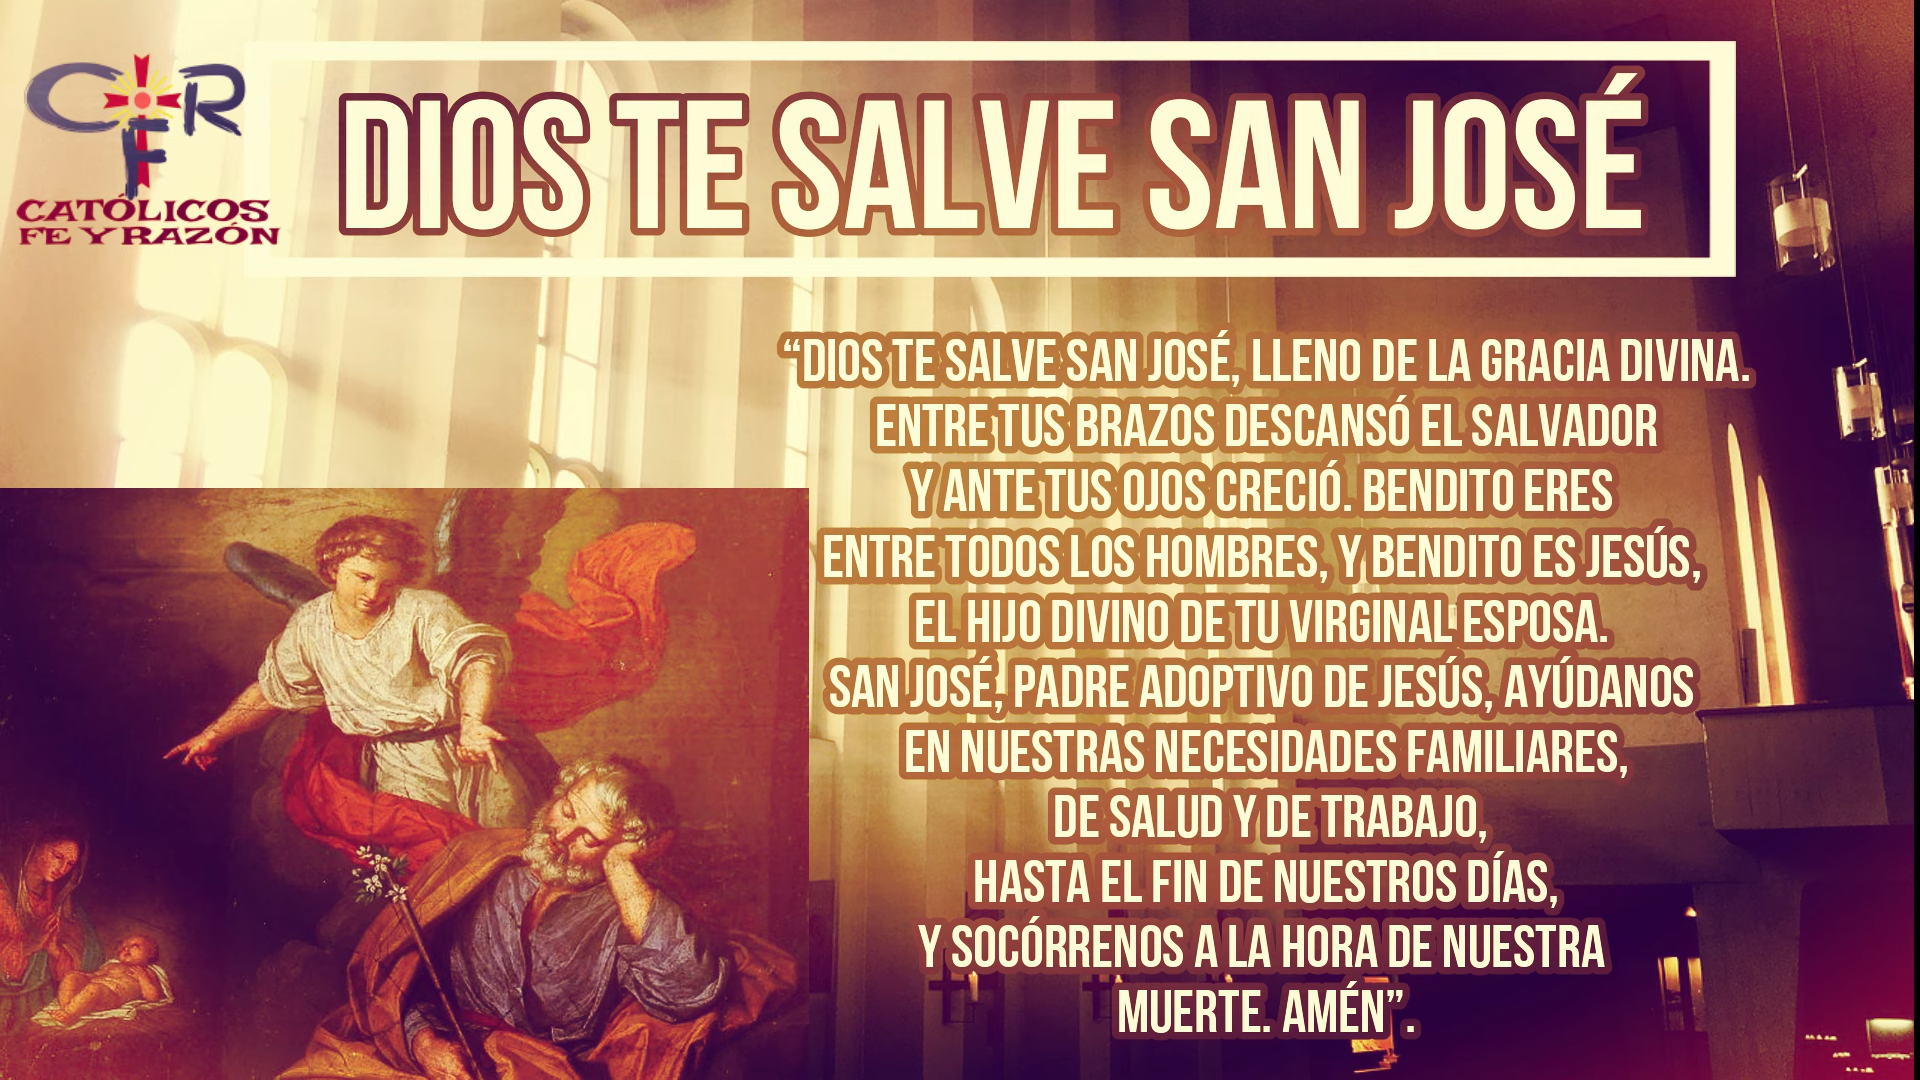 CFR
CATÓLICOS
FE Y RAZÓN
DIOS TE SALVE SAN JOSÉ
“DIOS TE SALVE SAN JOSÉ, LLENO DE LA GRACIA DIVINA.
ENTRE TUS BRAZOS DESCANSÓ EL SALVADOR
Y ANTE TUS OJOS CRECIÓ. BENDITO ERES
ENTRE TODOS LOS HOMBRES, Y BENDITO ES JESÚS,
EL HIJO DIVINO DE TU VIRGINAL ESPOSA.
SAN JOSÉ, PADRE ADOPTIVO DE JESÚS, AYÚDANOS
EN NUESTRAS NECESIDADES FAMILIARES,
DE SALUD Y DE TRABAJO,
HASTA EL FIN DE NUESTROS DÍAS,
Y SOCÓRRENOS A LA HORA DE NUESTRA
MUERTE. AMÉN”.